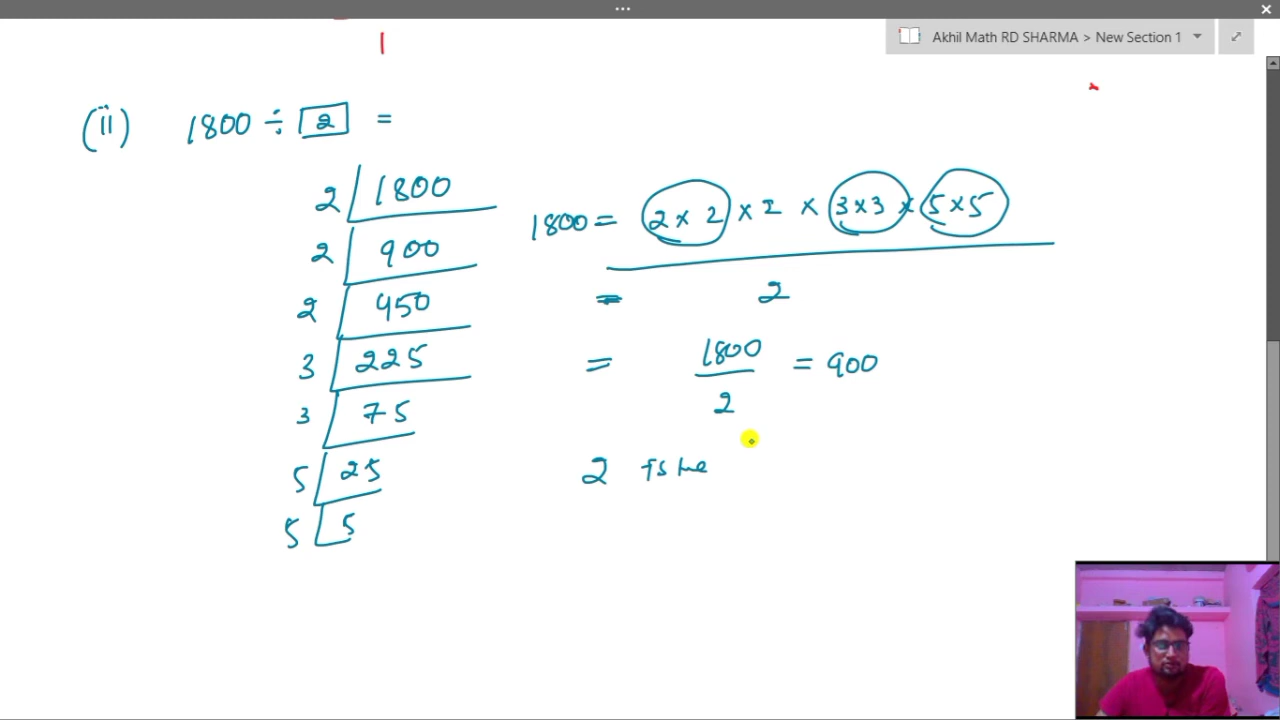 Akhil Math RD SHARMA > New Section 1
1
(ii) 1800 ÷ 2 =
2 1800
2 900
2 450
3 225
3 75
5 25
5 5
1800 = 2 × 2 × 2 × 3 × 3 × 5 × 5
= 2
= 1800 / 2 = 900
2 is the